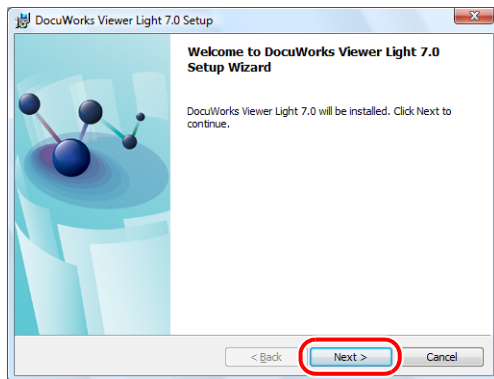 DocuWorks Viewer Light 7.0 Setup
Welcome to DocuWorks Viewer Light 7.0
Setup Wizard
DocuWorks Viewer Light 7.0 will be installed. Click Next to
continue.
< Back Next > Cancel